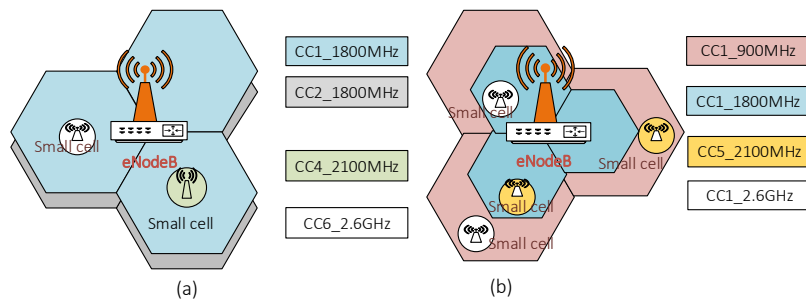 CC1_1800MHz
CC2_1800MHz
Small cell
eNodeB
CC4_2100MHz
Small cell
CC6_2.6GHz
(a)
CC1_900MHz
Small cell
CC1_1800MHz
Small cell
eNodeB
CC5_2100MHz
Small cell
CC1_2.6GHz
Small cell
(b)